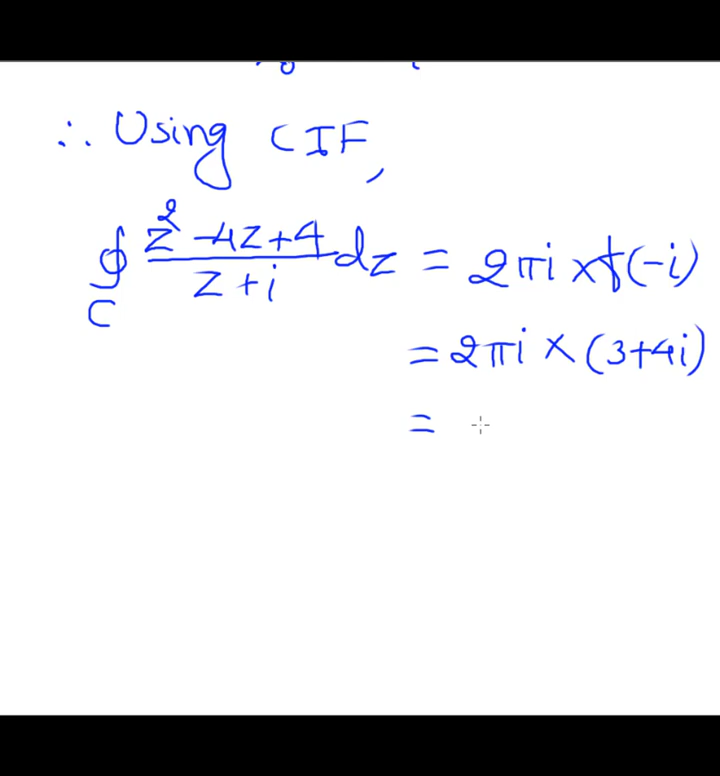 ∴ Using CIF,
∮_C (z² - 4z + 4)/(z + i) dz = 2πi × f(-i)
= 2πi × (3+4i)
=